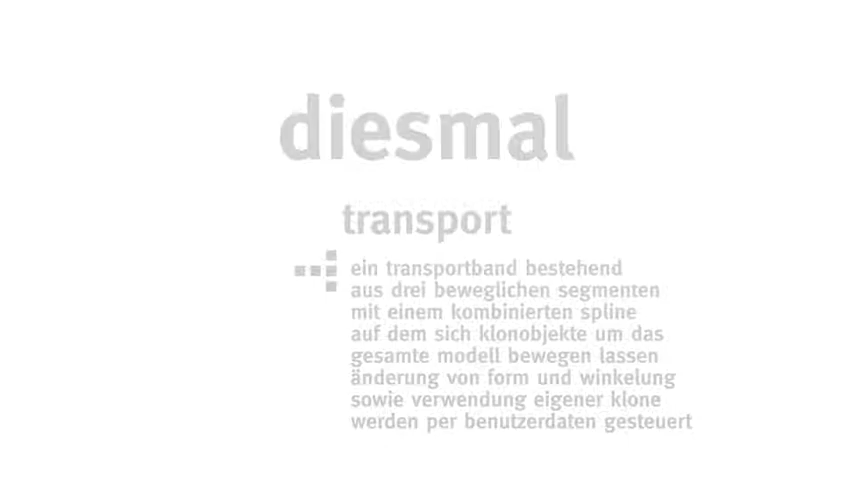 diesmal
transport
ein transportband bestehend
aus drei beweglichen segmenten
mit einem kombinierten spline
auf dem sich klonobjekte um das
gesamte modell bewegen lassen
änderung von form und winkelung
sowie verwendung eigener klone
werden per benutzerdaten gesteuert